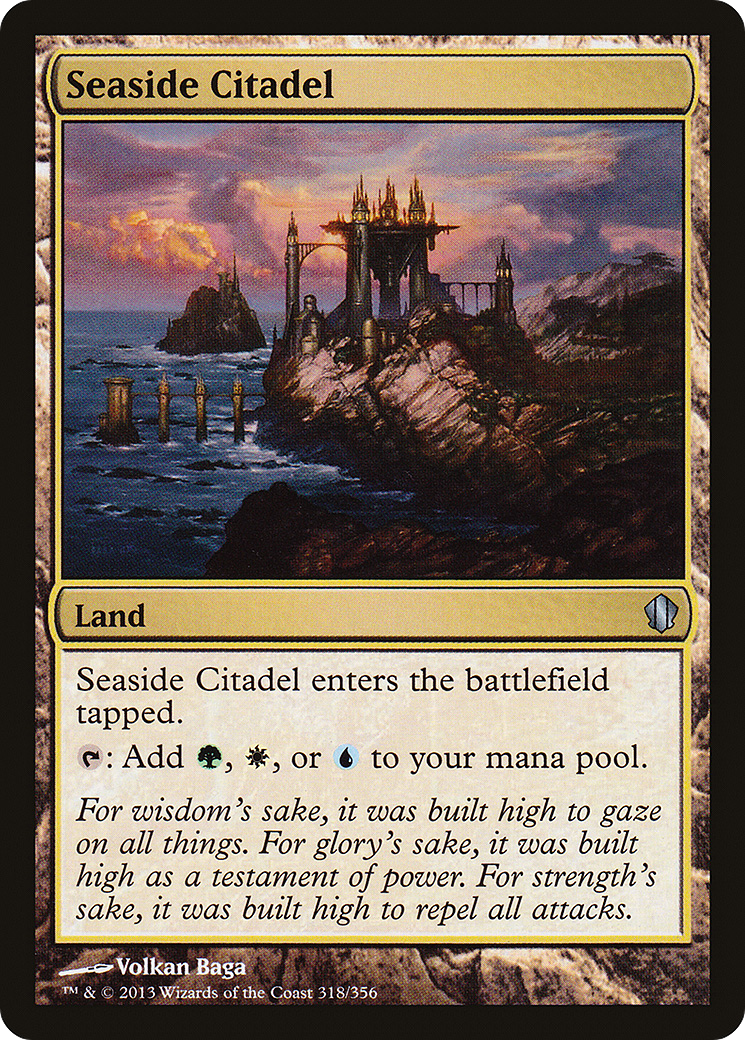 Seaside Citadel
Land
Seaside Citadel enters the battlefield
tapped.
: Add , , or to your mana pool.
For wisdom's sake, it was built high to gaze
on all things. For glory's sake, it was built
high as a testament of power. For strength's
sake, it was built high to repel all attacks.
Volkan Baga
™ & © 2013 Wizards of the Coast 318/356